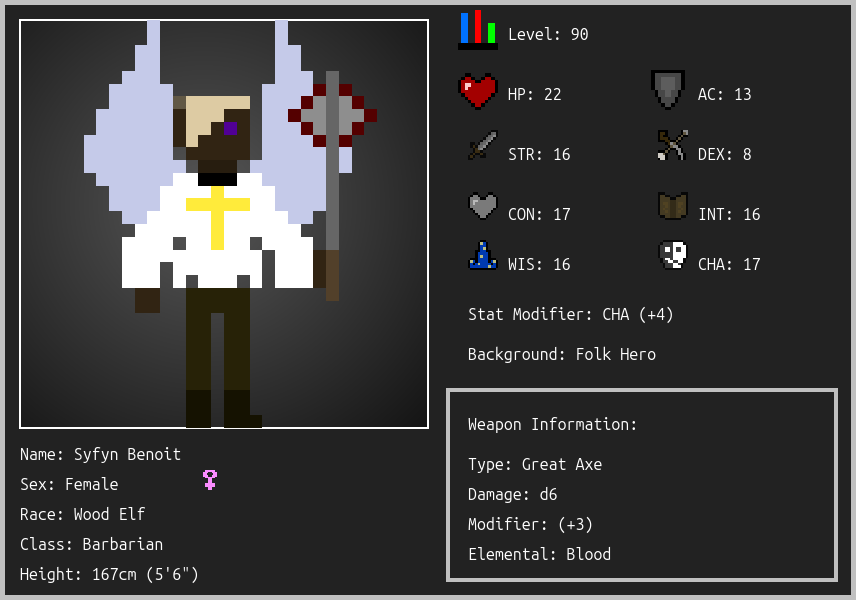 Level: 90
HP: 22
AC: 13
STR: 16
DEX: 8
CON: 17
INT: 16
WIS: 16
CHA: 17
Stat Modifier: CHA (+4)
Background: Folk Hero
Weapon Information:
Type: Great Axe
Damage: d6
Modifier: (+3)
Elemental: Blood
Name: Syfyn Benoit
Sex: Female
Race: Wood Elf
Class: Barbarian
Height: 167cm (5'6")